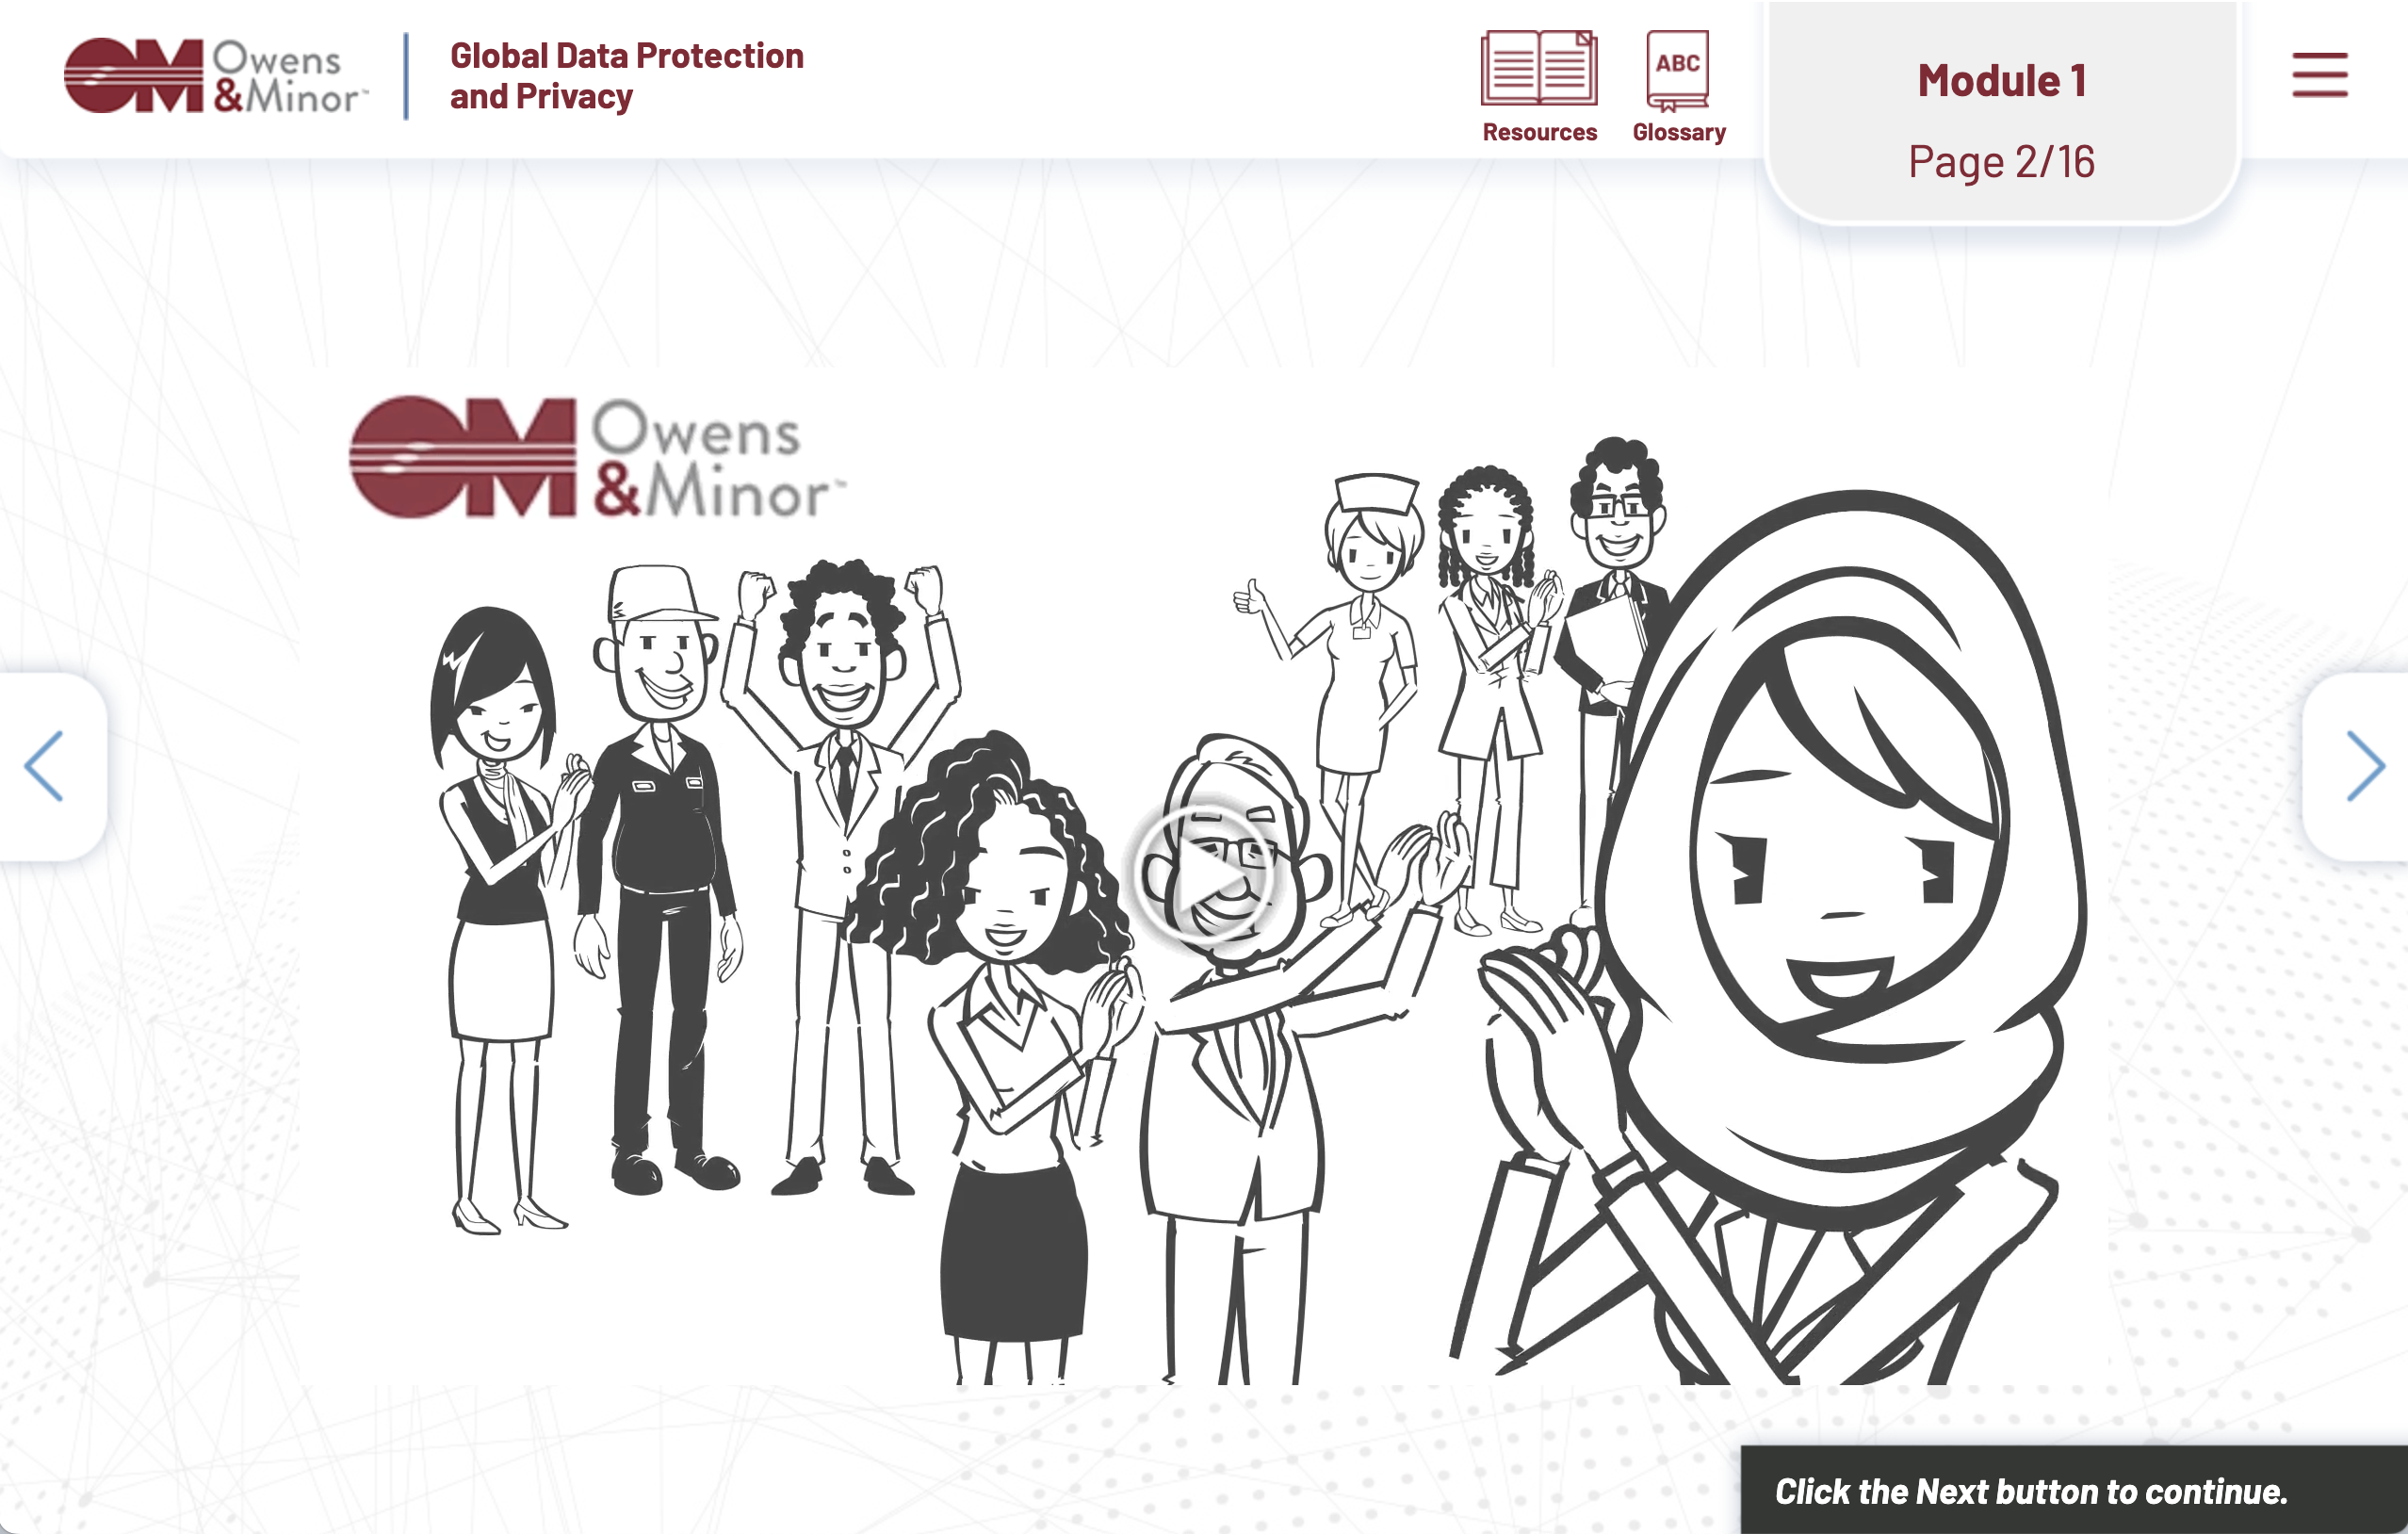 OM Owens
&Minor™
Global Data Protection
and Privacy
Resources
ABC
Glossary
Module 1
Page 2/16
OM Owens
&Minor™
Click the Next button to continue.